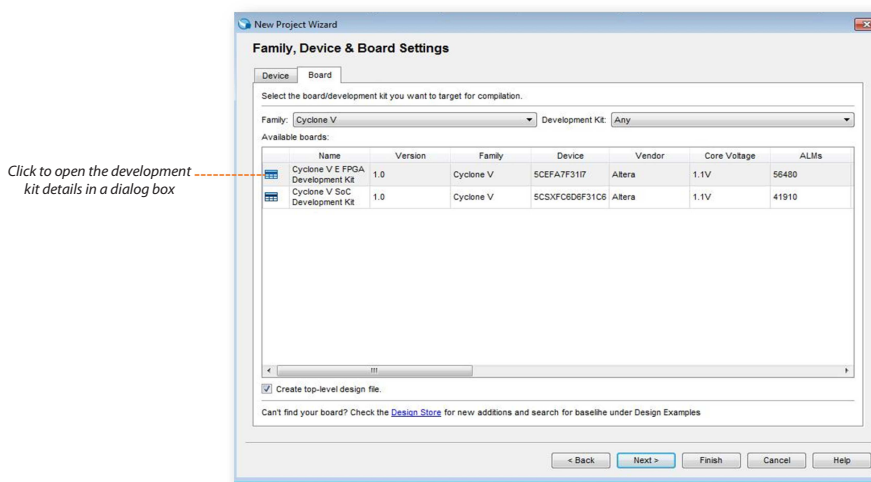 New Project Wizard
Family, Device & Board Settings
Device Board
Select the board/development kit you want to target for compilation.
Family: Cyclone V Development Kit: Any
Available boards:
Name Version Family Device Vendor Core Voltage ALMs
Cyclone V E FPGA
Development Kit 1.0 Cyclone V 5CEFA7F31I7 Altera 1.1V 56480
Cyclone V SoC
Development Kit 1.0 Cyclone V 5CSXFC6D6F31C6 Altera 1.1V 41910
Click to open the development
kit details in a dialog box
Create top-level design file.
Can't find your board? Check the Design Store for new additions and search for baselihe under Design Examples
< Back Next > Finish Cancel Help